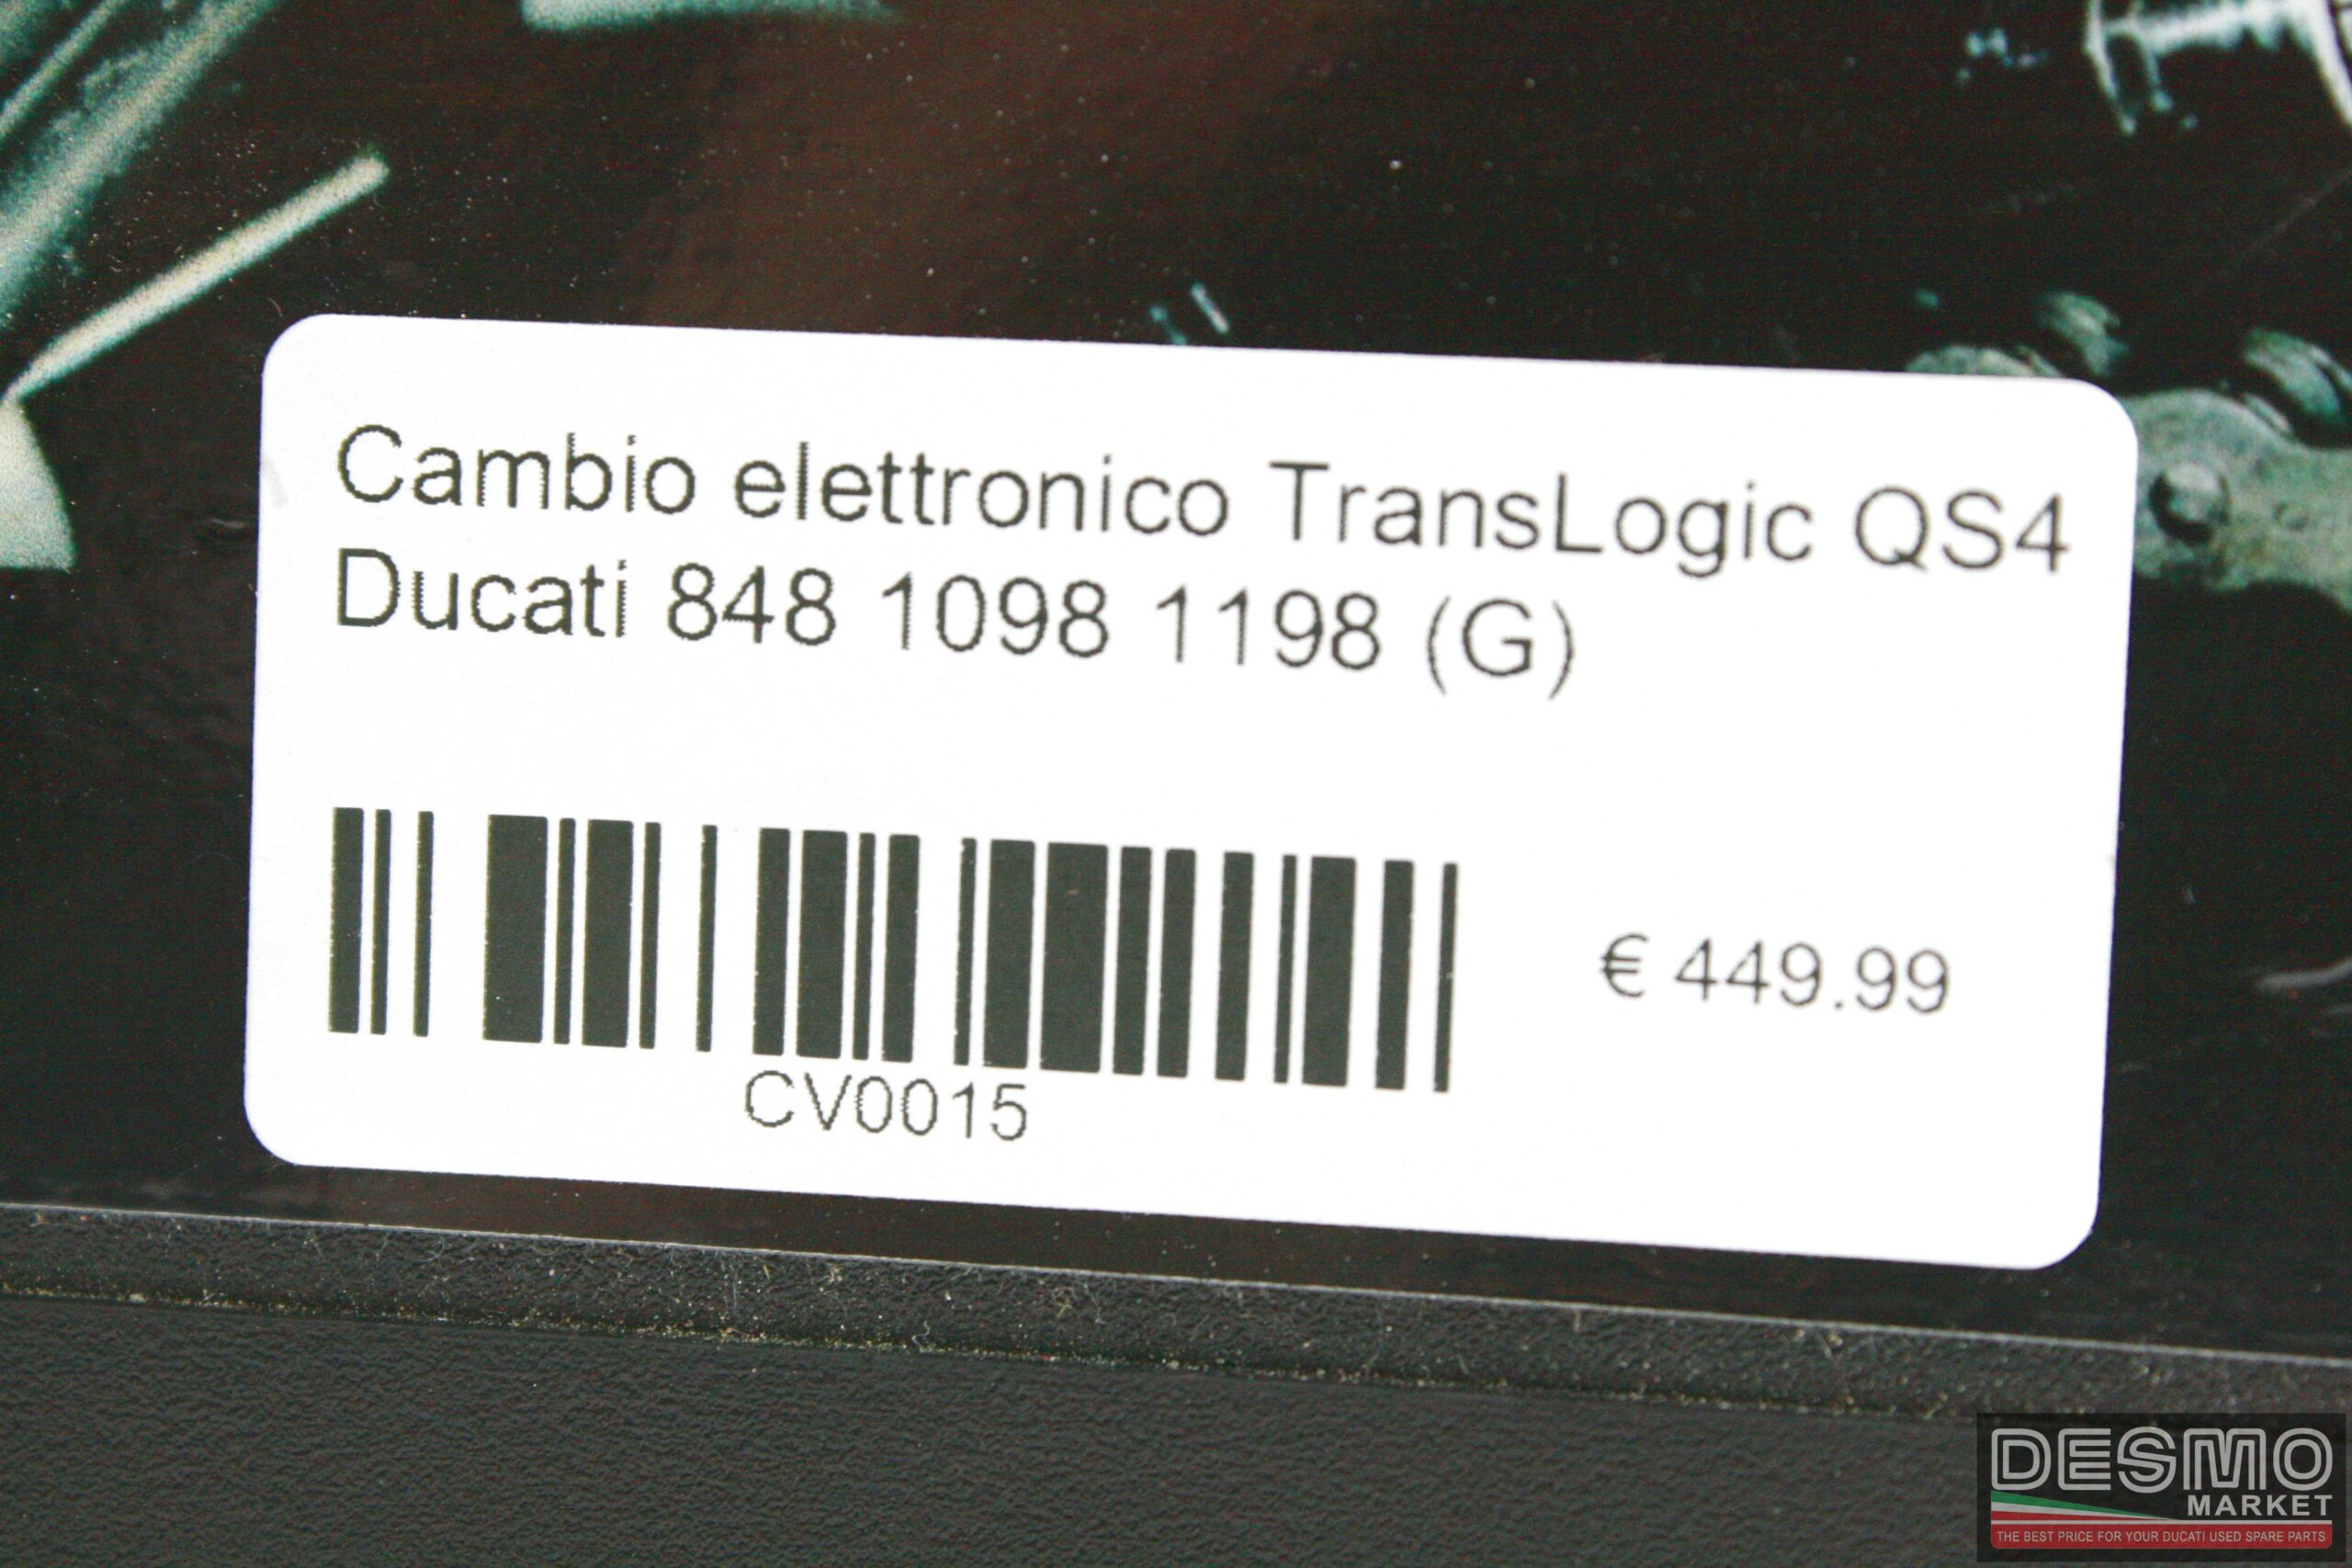 Cambio elettronico TransLogic QS4
Ducati 848 1098 1198 (G)
€ 449.99
CV0015
DESMO
MARKET
THE BEST PRICE FOR YOUR DUCATI USED SPARE PARTS